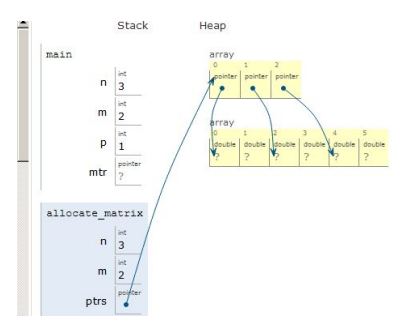 Stack Heap
main
array
0 1 2
pointer pointer pointer
int
n 3
int
m 2
int
p 1
pointer
mtr ?
array
0 1 2 3 4 5
double double double double double double
? ? ? ? ? ?
allocate_matrix
int
n 3
int
m 2
pointer
ptrs